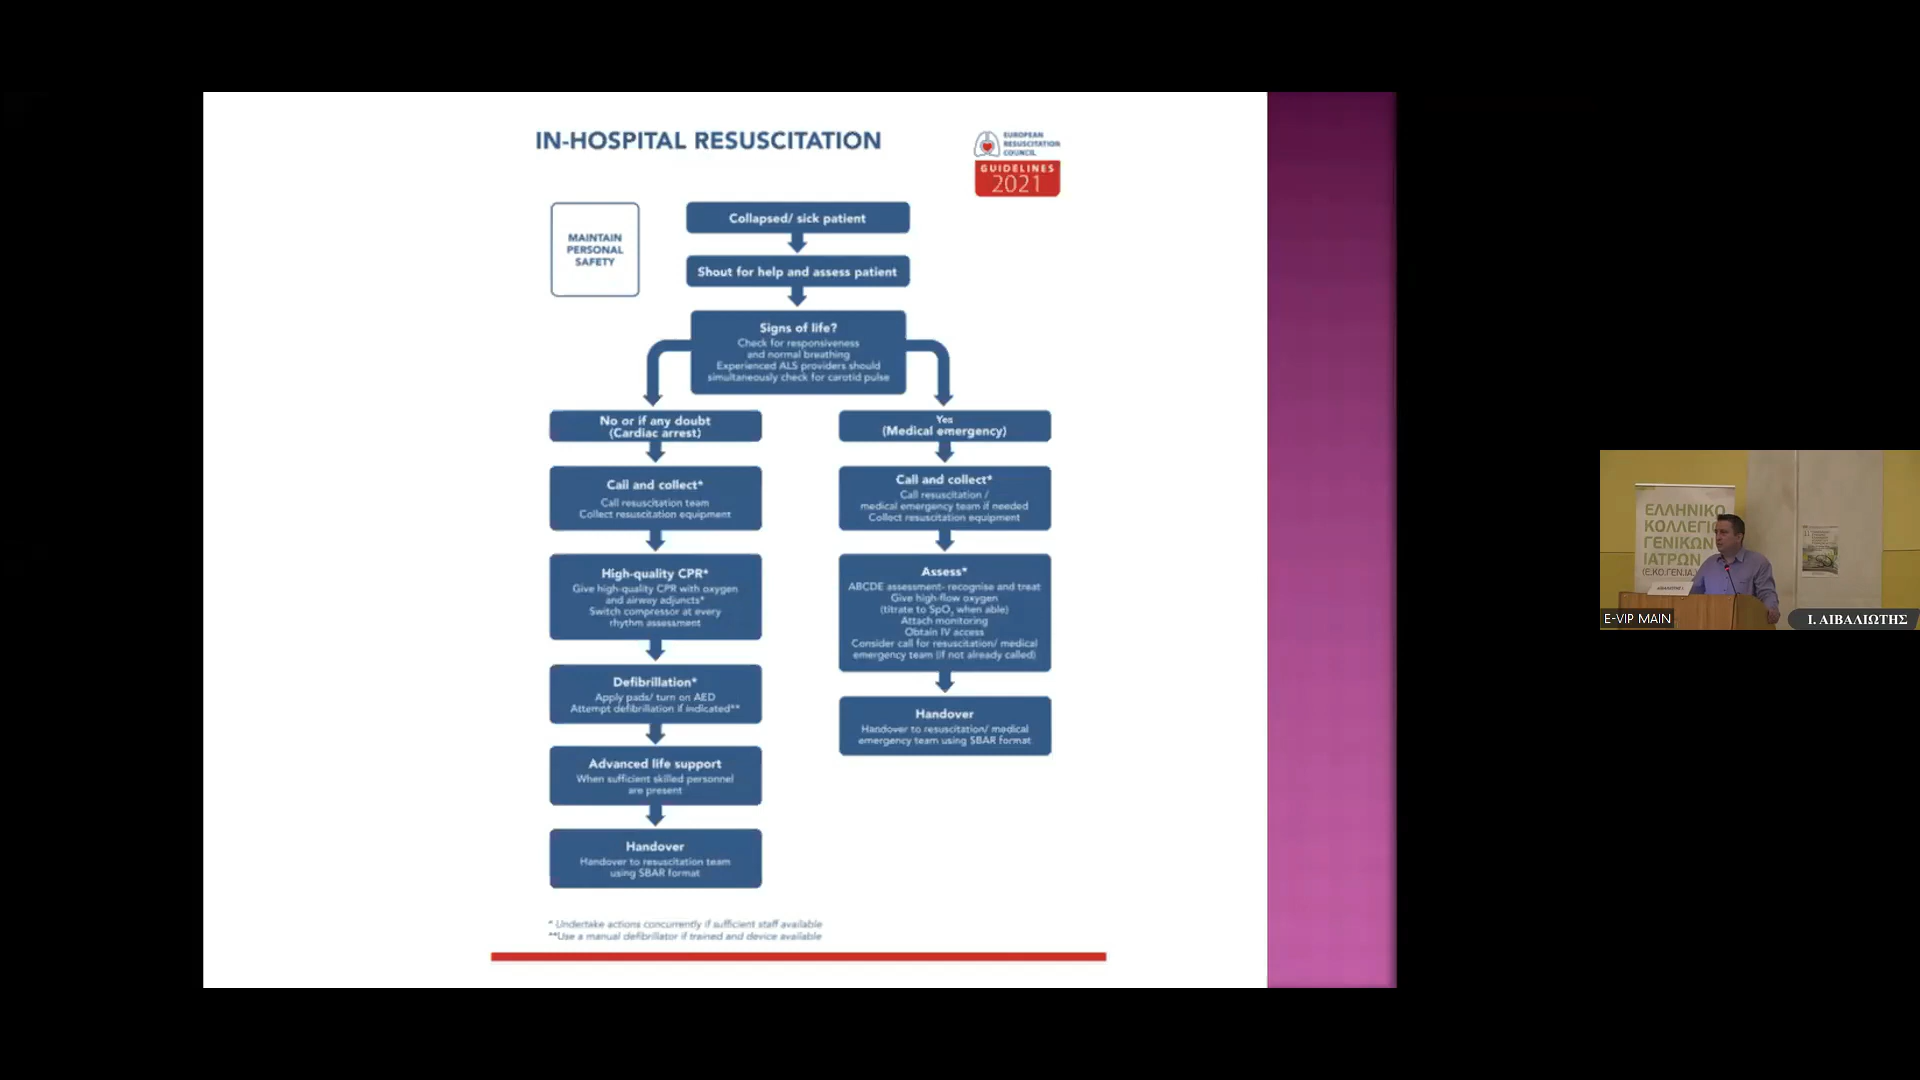 IN-HOSPITAL RESUSCITATION
EUROPEAN
RESUSCITATION
COUNCIL
GUIDELINES
2021
MAINTAIN
PERSONAL
SAFETY
Collapsed/ sick patient
Shout for help and assess patient
Signs of life?
Check for responsiveness
and normal breathing
Experienced ALS providers should
simultaneously check for carotid pulse
No or if any doubt
(Cardiac arrest)
Call and collect*
Call resuscitation team
Collect resuscitation equipment
High-quality CPR*
Give high-quality CPR with oxygen
and airway adjuncts*
Switch compressor at every
rhythm assessment
Defibrillation*
Apply pads/ turn on AED
Attempt defibrillation if indicated**
Advanced life support
When sufficient skilled personnel
are present
Handover
Handover to resuscitation team
using SBAR format
Yes
(Medical emergency)
Call and collect*
Call resuscitation /
medical emergency team if needed
Collect resuscitation equipment
Assess*
ABCDE assessment- recognise and treat
Give high-flow oxygen
(titrate to SpO₂ when able)
Attach monitoring
Obtain IV access
Consider call for resuscitation/ medical
emergency team (if not already called)
Handover
Handover to resuscitation/ medical
emergency team using SBAR format
* Undertake actions concurrently if sufficient staff available
**Use a manual defibrillator if trained and device available
ΕΛΛΗΝΙΚΟ
ΚΟΛΛΕΓΙΟ
ΓΕΝΙΚΩΝ
ΙΑΤΡΩΝ
E-VIP MAIN
Ι. ΑΙΒΑΛΙΩΤΗΣ